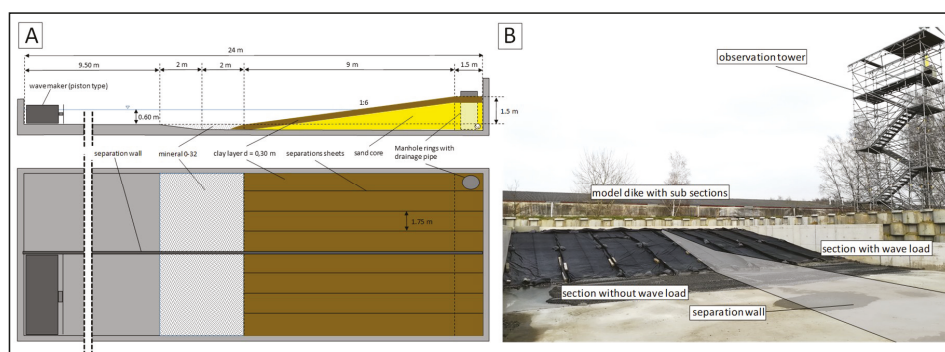 A
24 m
9.50 m
2 m
2 m
9 m
1.5 m
wave maker (piston type)
0.60 m
1:6
1.5 m
separation wall
mineral 0-32
clay layer d = 0,30 m
separations sheets
sand core
Manhole rings with
drainage pipe
1.75 m
B
observation tower
model dike with sub sections
section with wave load
section without wave load
separation wall